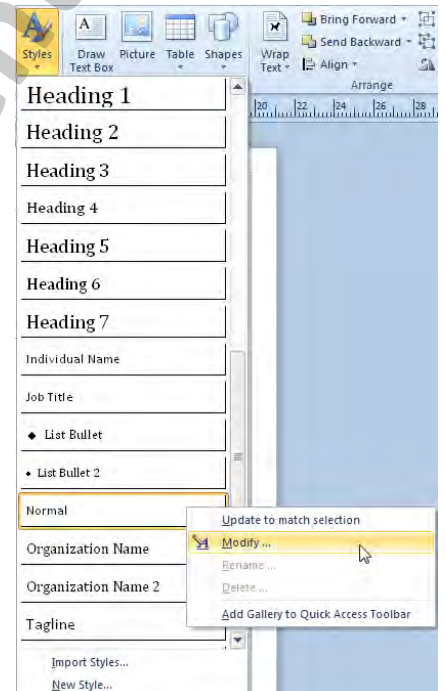 Styles
Draw Text Box
Picture
Table
Shapes
Wrap Text
Bring Forward
Send Backward
Align
Arrange
20 22 24 26 28
Heading 1
Heading 2
Heading 3
Heading 4
Heading 5
Heading 6
Heading 7
Individual Name
Job Title
◆ List Bullet
• List Bullet 2
Normal
Update to match selection
Modify ...
Rename ...
Delete ...
Add Gallery to Quick Access Toolbar
Organization Name
Organization Name 2
Tagline
Import Styles...
New Style...